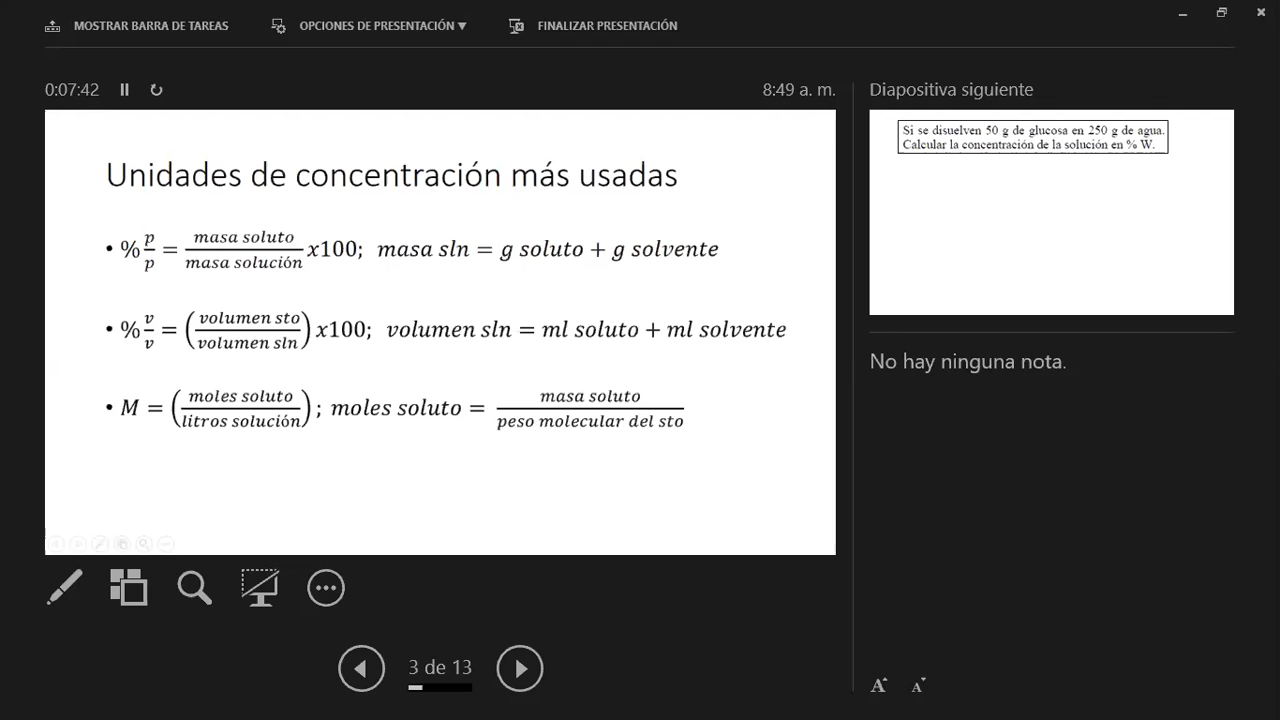 MOSTRAR BARRA DE TAREAS OPCIONES DE PRESENTACIÓN ▼ FINALIZAR PRESENTACIÓN
0:07:42 8:49 a. m.
Unidades de concentración más usadas
• % p/p = masa soluto / masa solución x100; masa sln = g soluto + g solvente
• % v/v = (volumen sto / volumen sln) x100; volumen sln = ml soluto + ml solvente
• M = (moles soluto / litros solución) ; moles soluto = masa soluto / peso molecular del sto
3 de 13
Diapositiva siguiente
Si se disuelven 50 g de glucosa en 250 g de agua.
Calcular la concentración de la solución en % W.
No hay ninguna nota.
A A